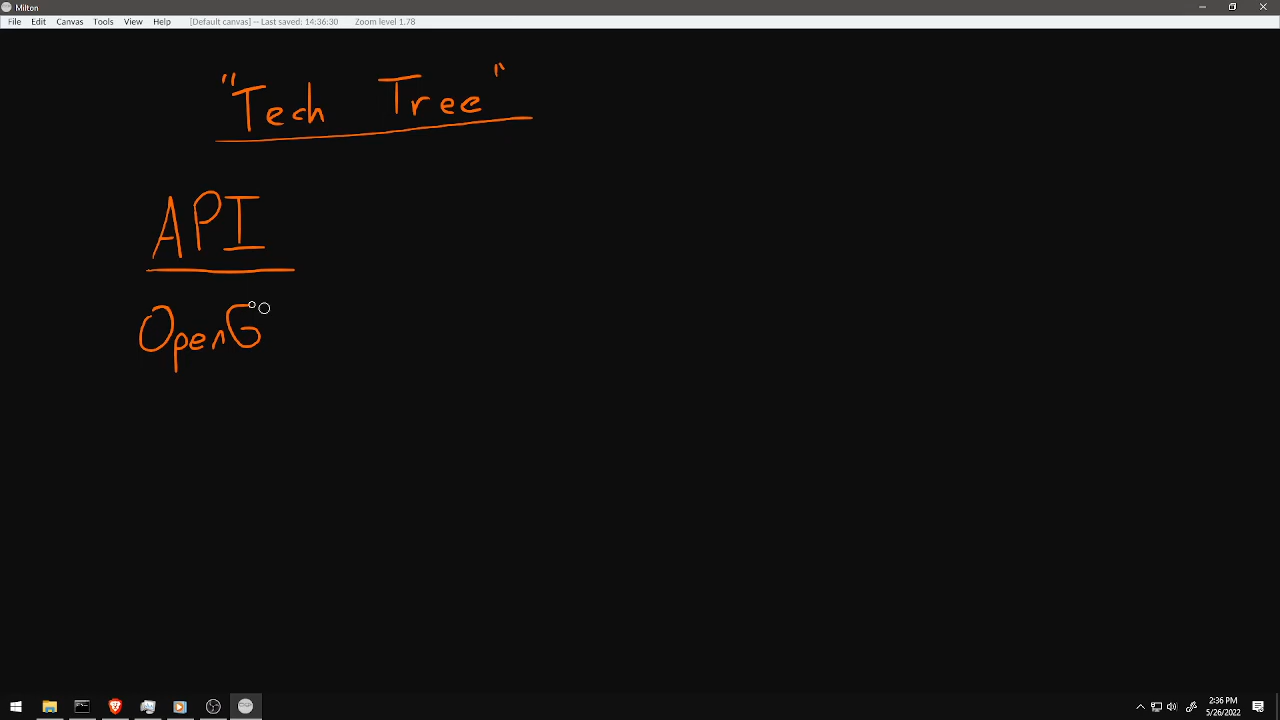 Milton
File Edit Canvas Tools View Help [Default canvas] -- Last saved: 14:36:30 Zoom level 1.78
"Tech Tree"
API
OpenG
2:36 PM
5/26/2022